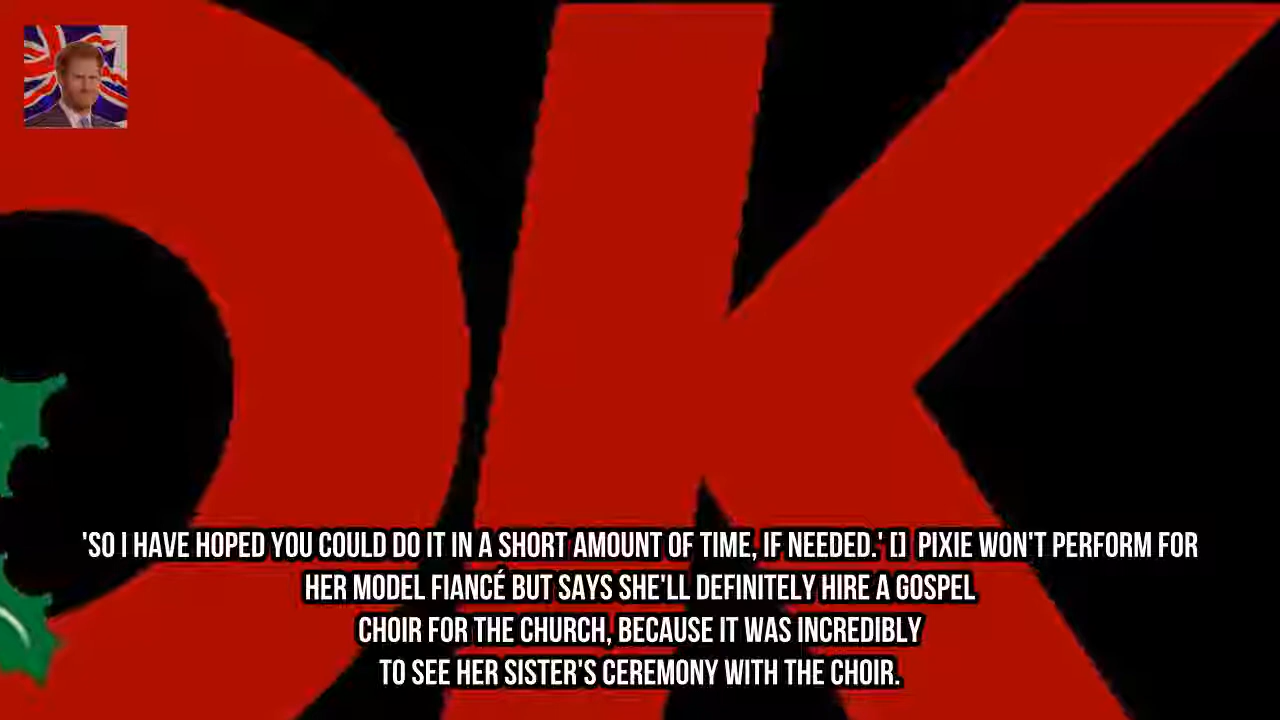 OK
'SO I HAVE HOPED YOU COULD DO IT IN A SHORT AMOUNT OF TIME, IF NEEDED.' [] PIXIE WON'T PERFORM FOR
HER MODEL FIANCÉ BUT SAYS SHE'LL DEFINITELY HIRE A GOSPEL
CHOIR FOR THE CHURCH, BECAUSE IT WAS INCREDIBLY
TO SEE HER SISTER'S CEREMONY WITH THE CHOIR.